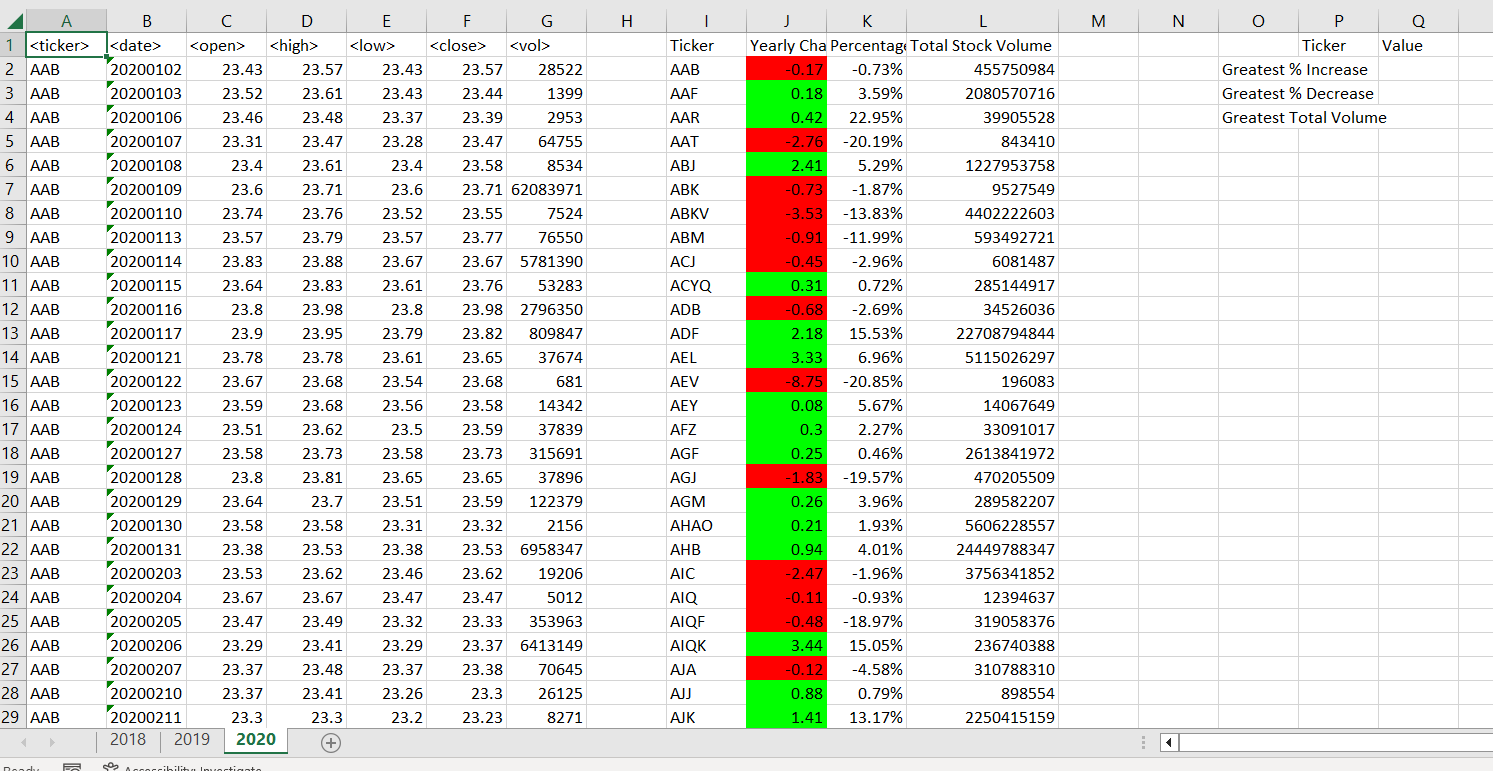 A B C D E F G H I J K L M N O P Q
1 <ticker> <date> <open> <high> <low> <close> <vol> Ticker Yearly Cha Percentage Total Stock Volume Ticker Value
2 AAB 20200102 23.43 23.57 23.43 23.57 28522 AAB -0.17 -0.73% 455750984 Greatest % Increase
3 AAB 20200103 23.52 23.61 23.43 23.44 1399 AAF 0.18 3.59% 2080570716 Greatest % Decrease
4 AAB 20200106 23.46 23.48 23.37 23.39 2953 AAR 0.42 22.95% 39905528 Greatest Total Volume
5 AAB 20200107 23.31 23.47 23.28 23.47 64755 AAT -2.76 -20.19% 843410
6 AAB 20200108 23.4 23.61 23.4 23.58 8534 ABJ 2.41 5.29% 1227953758
7 AAB 20200109 23.6 23.71 23.6 23.71 62083971 ABK -0.73 -1.87% 9527549
8 AAB 20200110 23.74 23.76 23.52 23.55 7524 ABKV -3.53 -13.83% 4402222603
9 AAB 20200113 23.57 23.79 23.57 23.77 76550 ABM -0.91 -11.99% 593492721
10 AAB 20200114 23.83 23.88 23.67 23.67 5781390 ACJ -0.45 -2.96% 6081487
11 AAB 20200115 23.64 23.83 23.61 23.76 53283 ACYQ 0.31 0.72% 285144917
12 AAB 20200116 23.8 23.98 23.8 23.98 2796350 ADB -0.68 -2.69% 34526036
13 AAB 20200117 23.9 23.95 23.79 23.82 809847 ADF 2.18 15.53% 22708794844
14 AAB 20200121 23.78 23.78 23.61 23.65 37674 AEL 3.33 6.96% 5115026297
15 AAB 20200122 23.67 23.68 23.54 23.68 681 AEV -8.75 -20.85% 196083
16 AAB 20200123 23.59 23.68 23.56 23.58 14342 AEY 0.08 5.67% 14067649
17 AAB 20200124 23.51 23.62 23.5 23.59 37839 AFZ 0.3 2.27% 33091017
18 AAB 20200127 23.58 23.73 23.58 23.73 315691 AGF 0.25 0.46% 2613841972
19 AAB 20200128 23.8 23.81 23.65 23.65 37896 AGJ -1.83 -19.57% 470205509
20 AAB 20200129 23.64 23.7 23.51 23.59 122379 AGM 0.26 3.96% 289582207
21 AAB 20200130 23.58 23.58 23.31 23.32 2156 AHAO 0.21 1.93% 5606228557
22 AAB 20200131 23.38 23.53 23.38 23.53 6958347 AHB 0.94 4.01% 24449788347
23 AAB 20200203 23.53 23.62 23.46 23.62 19206 AIC -2.47 -1.96% 3756341852
24 AAB 20200204 23.67 23.67 23.47 23.47 5012 AIQ -0.11 -0.93% 12394637
25 AAB 20200205 23.47 23.49 23.32 23.33 353963 AIQF -0.48 -18.97% 319058376
26 AAB 20200206 23.29 23.41 23.29 23.37 6413149 AIQK 3.44 15.05% 236740388
27 AAB 20200207 23.37 23.48 23.37 23.38 70645 AJA -0.12 -4.58% 310788310
28 AAB 20200210 23.37 23.41 23.26 23.3 26125 AJJ 0.88 0.79% 898554
29 AAB 20200211 23.3 23.3 23.2 23.23 8271 AJK 1.41 13.17% 2250415159
2018 2019 2020
Ready Accessibility: Investigate